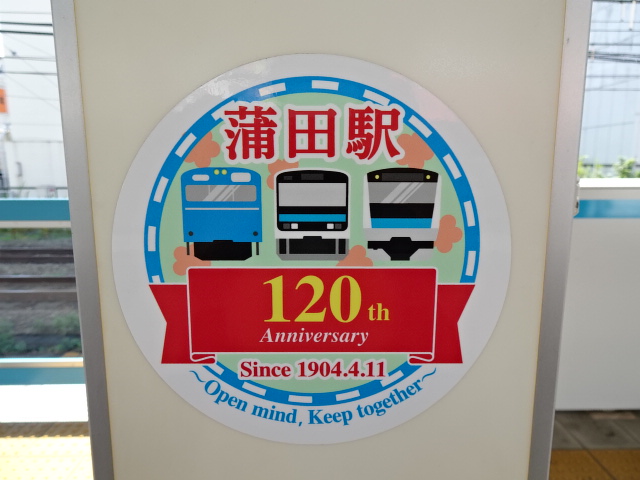 蒲田駅
120th
Anniversary
Since 1904.4.11
～Open mind, Keep together～